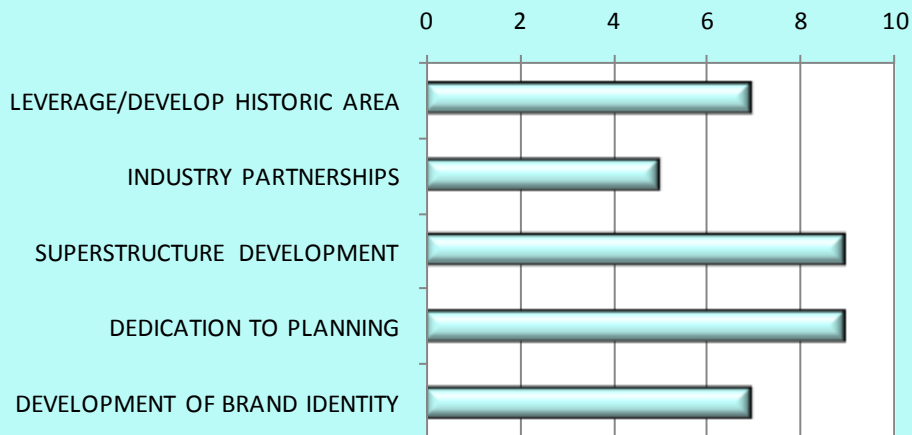 0 2 4 6 8 10
LEVERAGE/DEVELOP HISTORIC AREA
INDUSTRY PARTNERSHIPS
SUPERSTRUCTURE DEVELOPMENT
DEDICATION TO PLANNING
DEVELOPMENT OF BRAND IDENTITY